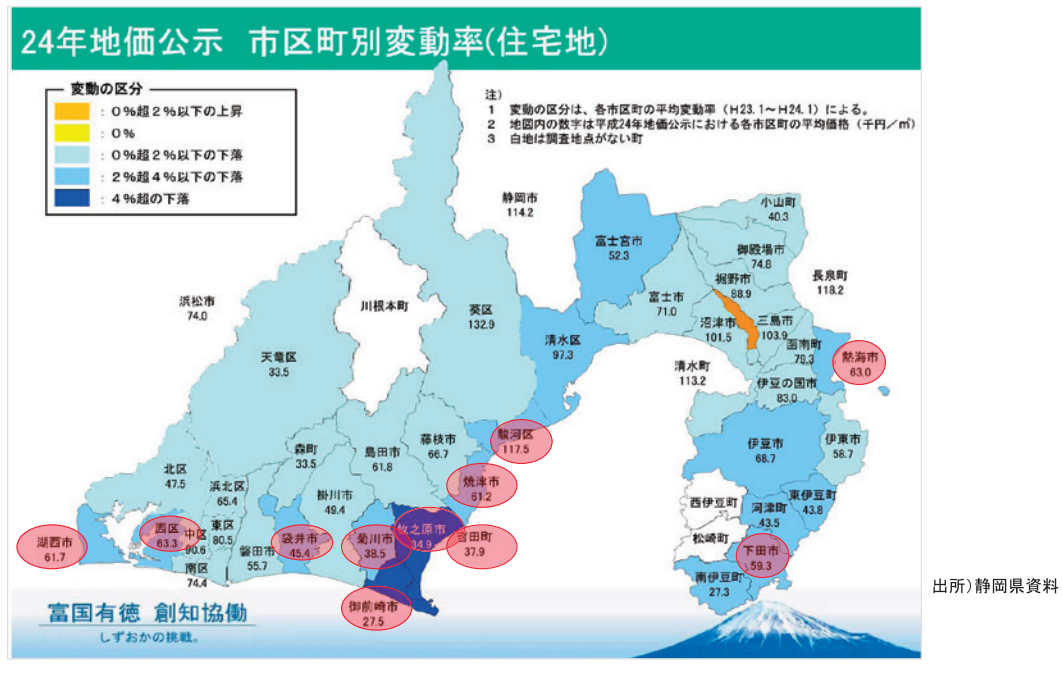 24年地価公示 市区町別変動率(住宅地)
変動の区分
：0％超2％以下の上昇
：0％
：0％超2％以下の下落
：2％超4％以下の下落
：4％超の下落
注）
1 変動の区分は、各市区町の平均変動率（H23.1～H24.1）による。
2 地図内の数字は平成24年地価公示における各市区町の平均価格（千円／㎡）
3 白地は調査地点がない町
静岡市
114.2
小山町
40.3
富士宮市
52.3
御殿場市
74.8
長泉町
118.2
裾野市
88.9
浜松市
74.0
川根本町
葵区
132.9
富士市
71.0
沼津市
101.5
三島市
103.9
函南町
79.3
清水区
97.3
天竜区
33.5
清水町
113.2
熱海市
63.0
伊豆の国市
83.0
駿河区
117.5
藤枝市
66.7
森町
33.5
島田市
61.8
伊豆市
68.7
伊東市
58.7
北区
47.5
浜北区
65.4
掛川市
49.4
焼津市
61.2
西伊豆町
東伊豆町
43.8
河津町
43.5
湖西市
61.7
西区
63.3
中区
90.6
東区
80.5
磐田市
55.7
袋井市
45.4
菊川市
38.5
牧之原市
34.9
吉田町
37.9
松崎町
下田市
59.3
南区
74.4
南伊豆町
27.3
御前崎市
27.5
富国有徳 創知協働
しずおかの挑戦。
出所）静岡県資料